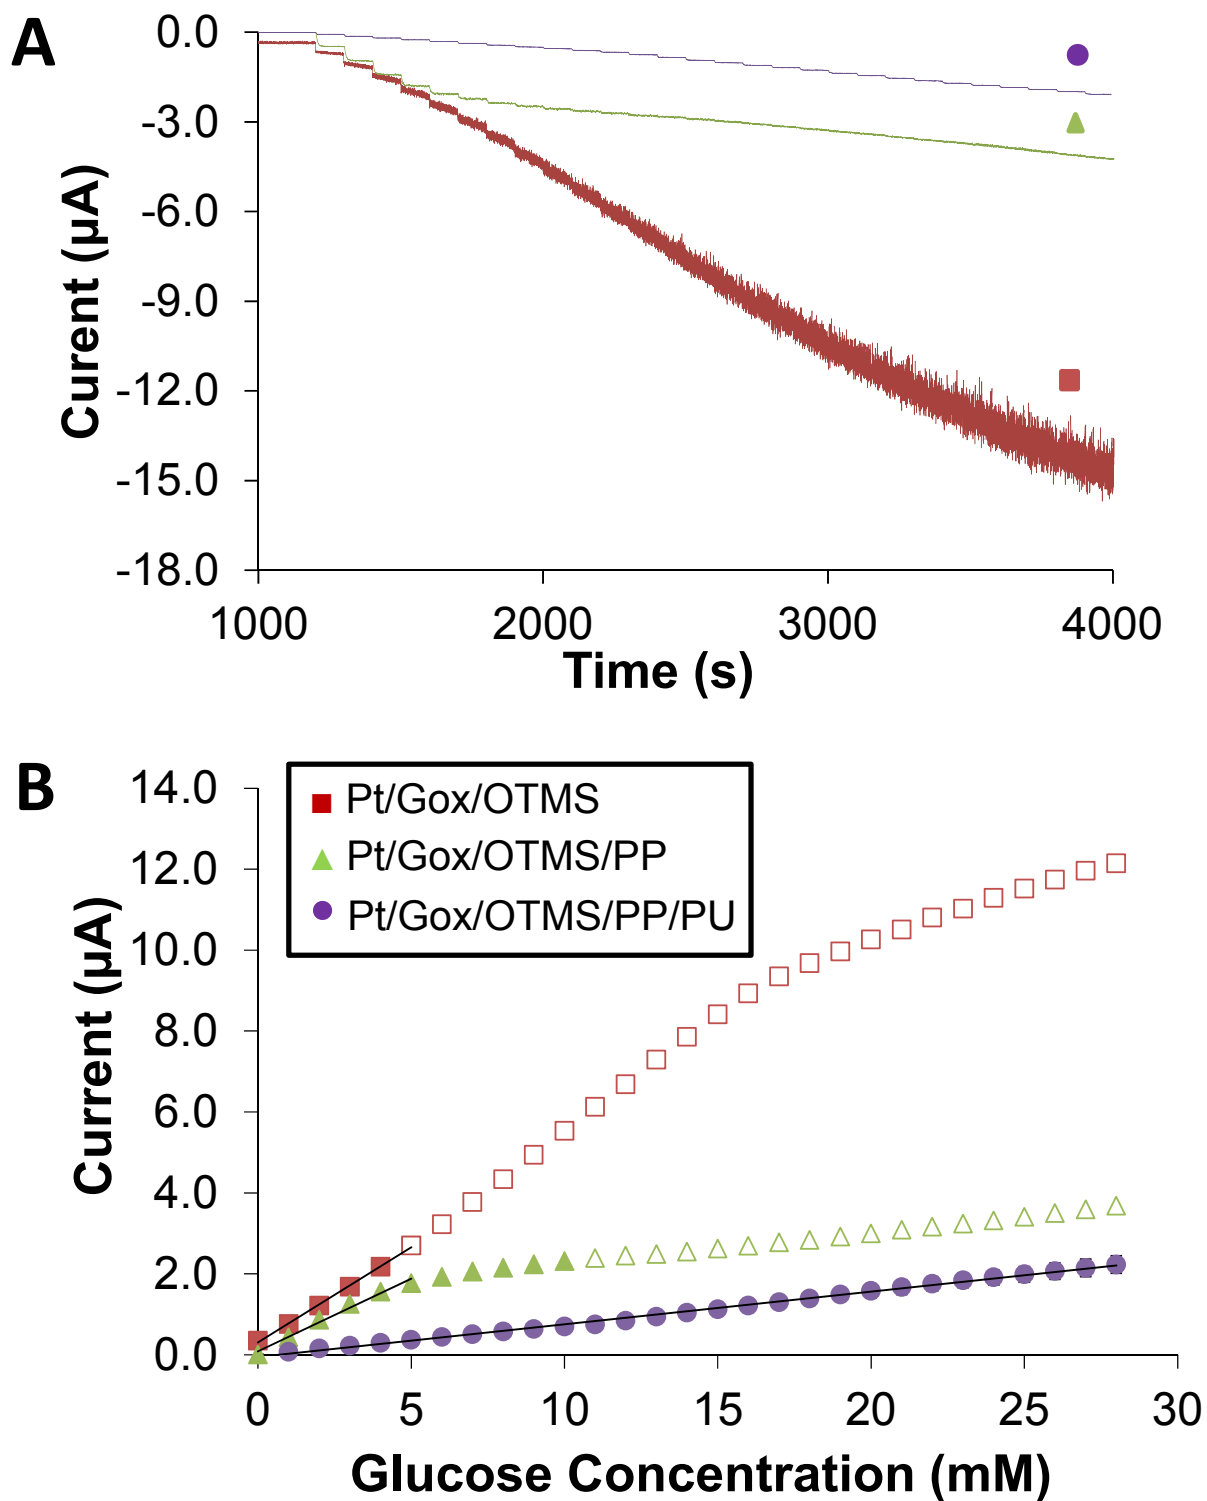 A
0.0
-3.0
-6.0
-9.0
-12.0
-15.0
-18.0
Curent (µA)
1000 2000 3000 4000
Time (s)
B
14.0
12.0
10.0
8.0
6.0
4.0
2.0
0.0
Current (µA)
Pt/Gox/OTMS
Pt/Gox/OTMS/PP
Pt/Gox/OTMS/PP/PU
0 5 10 15 20 25 30
Glucose Concentration (mM)